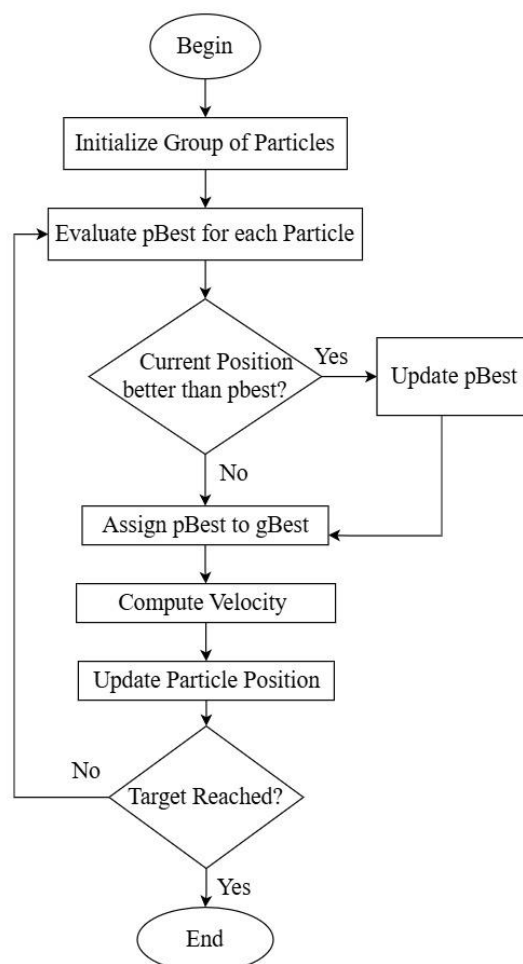 Begin
Initialize Group of Particles
Evaluate pBest for each Particle
Current Position
better than pbest?
Yes
Update pBest
No
Assign pBest to gBest
Compute Velocity
Update Particle Position
No
Target Reached?
Yes
End